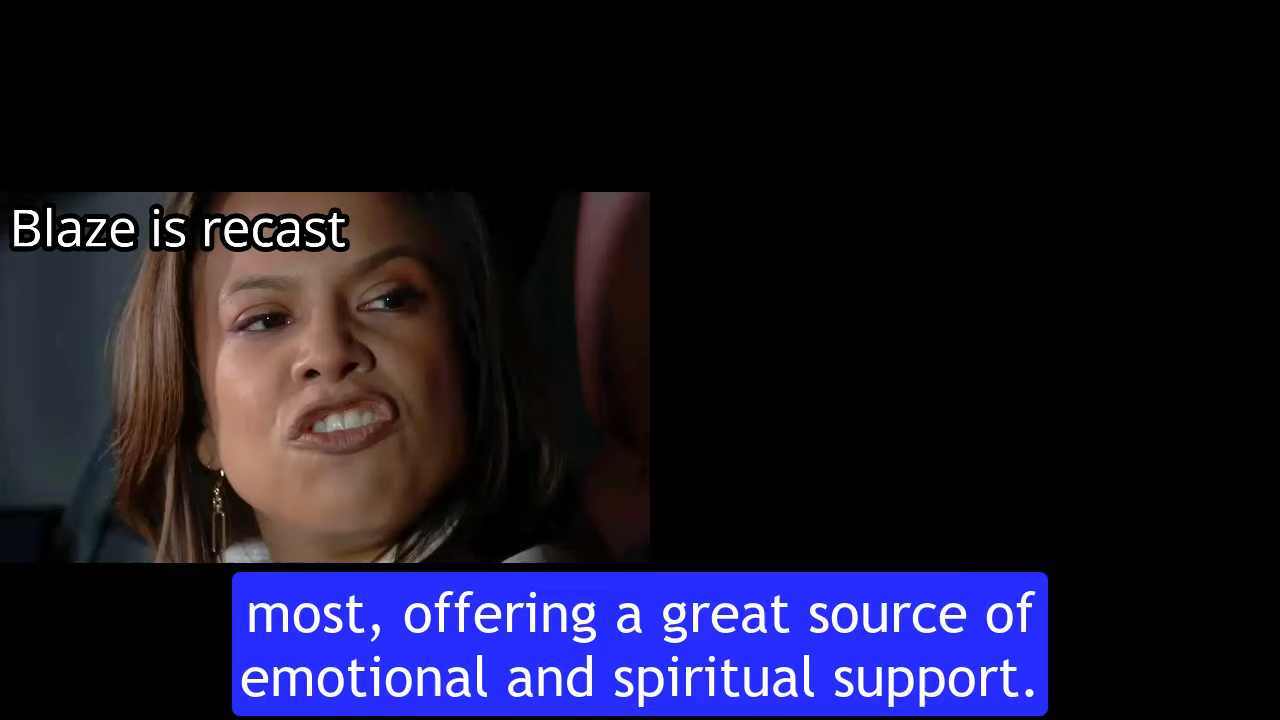 Blaze is recast
most, offering a great source of
emotional and spiritual support.